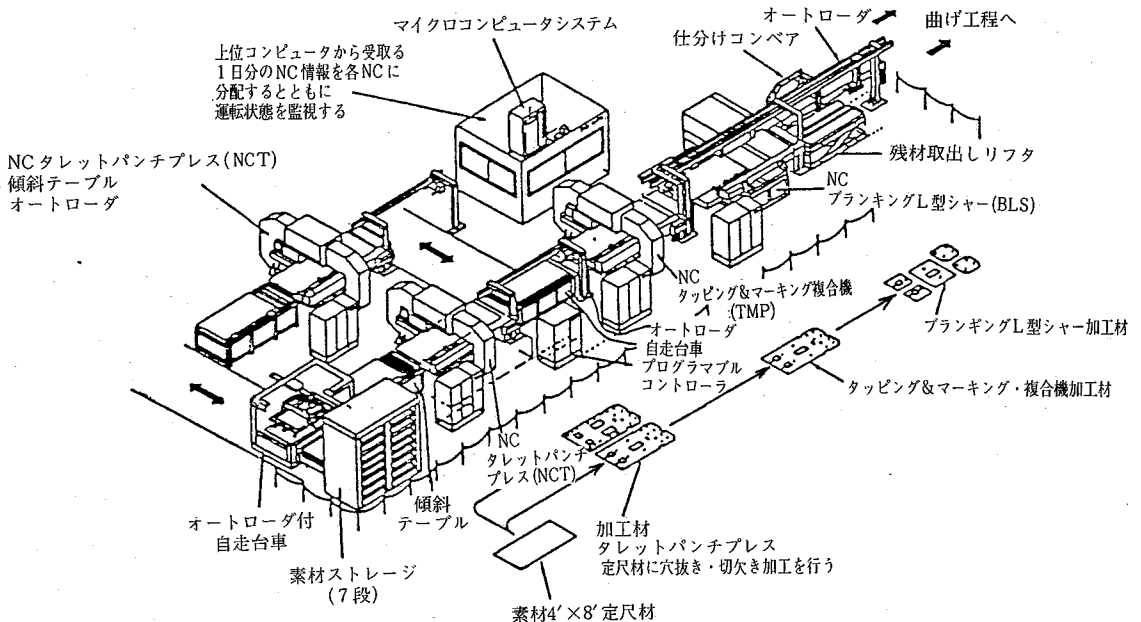 オートローダ
曲げ工程へ
仕分けコンベア
マイクロコンピュータシステム
上位コンピュータから受取る
1日分のNC情報を各NCに
分配するとともに
運転状態を監視する
NCタレットパンチプレス(NCT)
傾斜テーブル
オートローダ
残材取出しリフタ
NC
ブランキングL型シャー(BLS)
NC
タッピング&マーキング複合機
(TMP)
オートローダ
自走台車
プログラマブル
コントローラ
ブランギングL型シャー加工材
タッピング&マーキング・複合機加工材
NC
タレットパンチ
プレス(NCT)
傾斜
テーブル
オートローダ付
自走台車
素材ストレージ
(7段)
加工材
タレットパンチプレス
定尺材に穴抜き・切欠き加工を行う
素材4′×8′定尺材